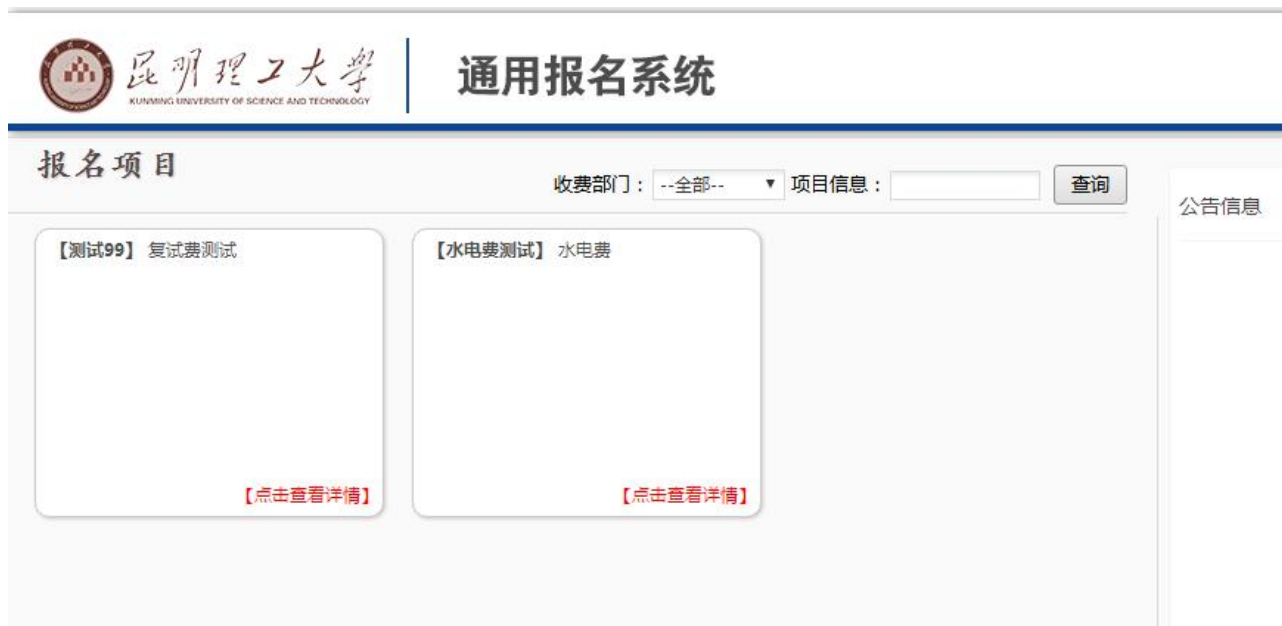 昆明理工大学
KUNMING UNIVERSITY OF SCIENCE AND TECHNOLOGY
通用报名系统
报名项目
收费部门： --全部-- 项目信息： 查询
公告信息
【测试99】 复试费测试
【点击查看详情】
【水电费测试】 水电费
【点击查看详情】